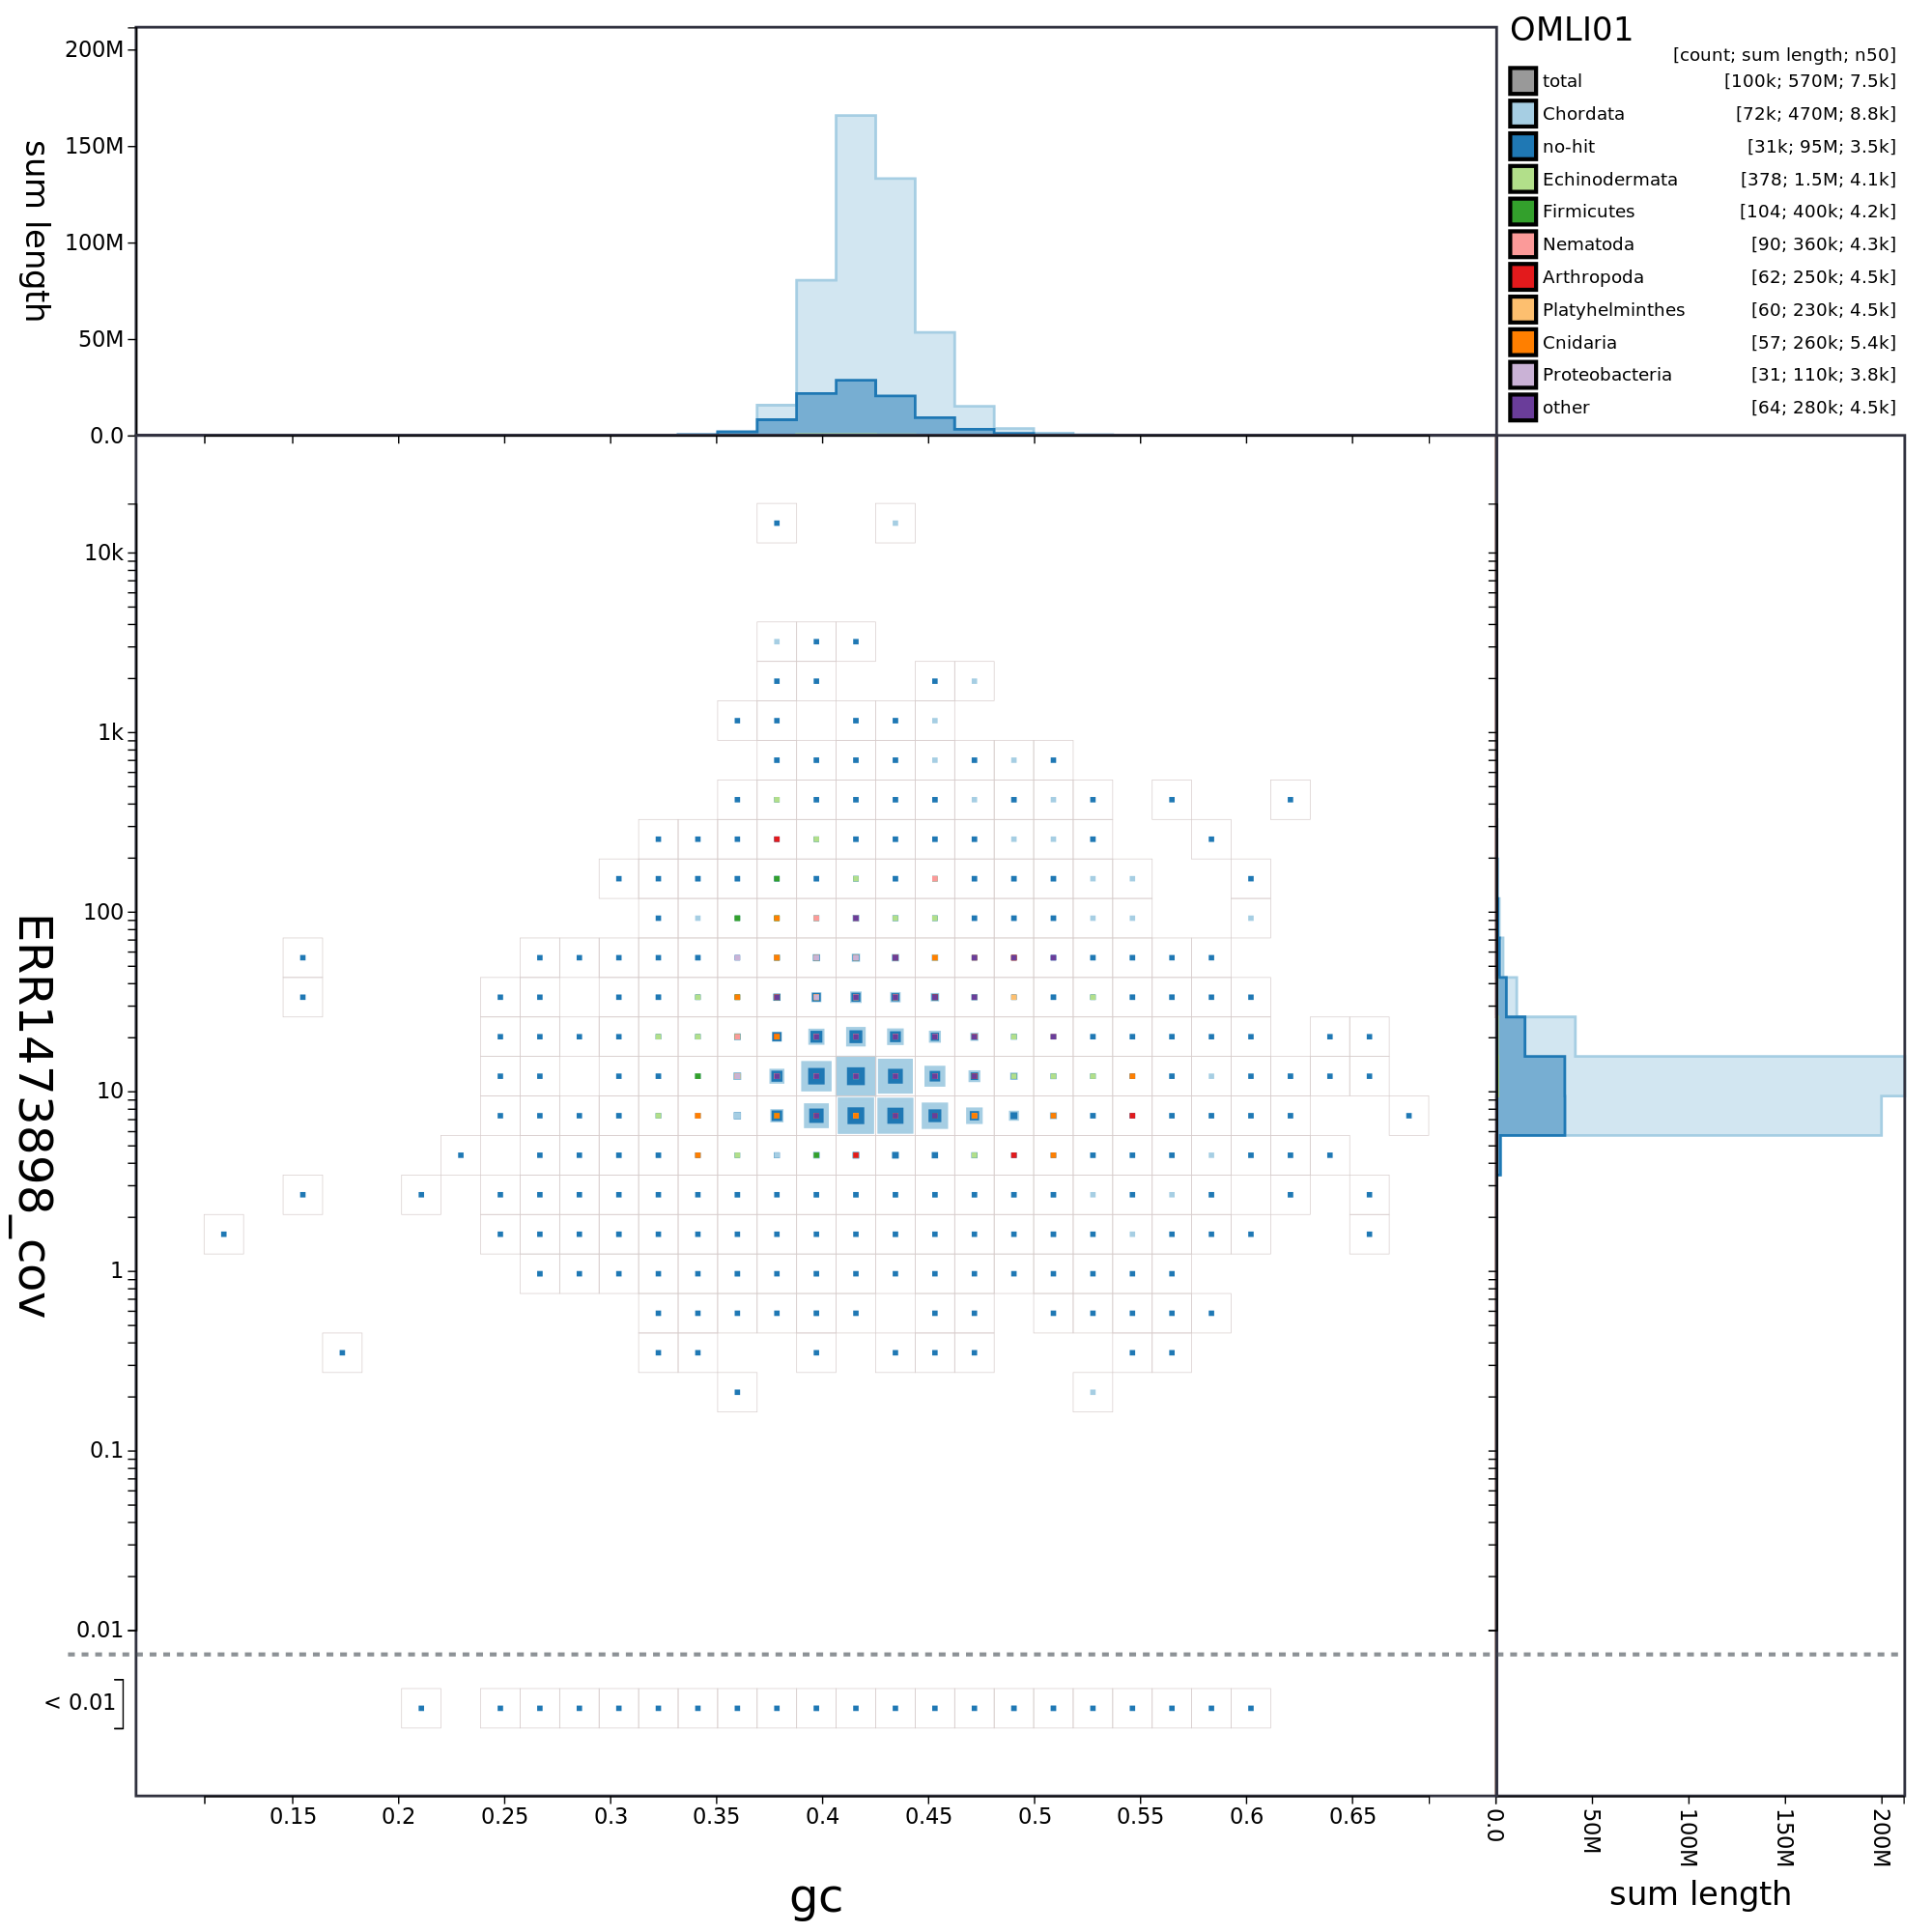 OMLI01
[count; sum length; n50]
total [100k; 570M; 7.5k]
Chordata [72k; 470M; 8.8k]
no-hit [31k; 95M; 3.5k]
Echinodermata [378; 1.5M; 4.1k]
Firmicutes [104; 400k; 4.2k]
Nematoda [90; 360k; 4.3k]
Arthropoda [62; 250k; 4.5k]
Platyhelminthes [60; 230k; 4.5k]
Cnidaria [57; 260k; 5.4k]
Proteobacteria [31; 110k; 3.8k]
other [64; 280k; 4.5k]
sum length
200M
150M
100M
50M
0.0
ERR1473898_cov
10k
1k
100
10
1
0.1
0.01
< 0.01
0.15 0.2 0.25 0.3 0.35 0.4 0.45 0.5 0.55 0.6 0.65
gc
0.0 50M 100M 150M 200M
sum length